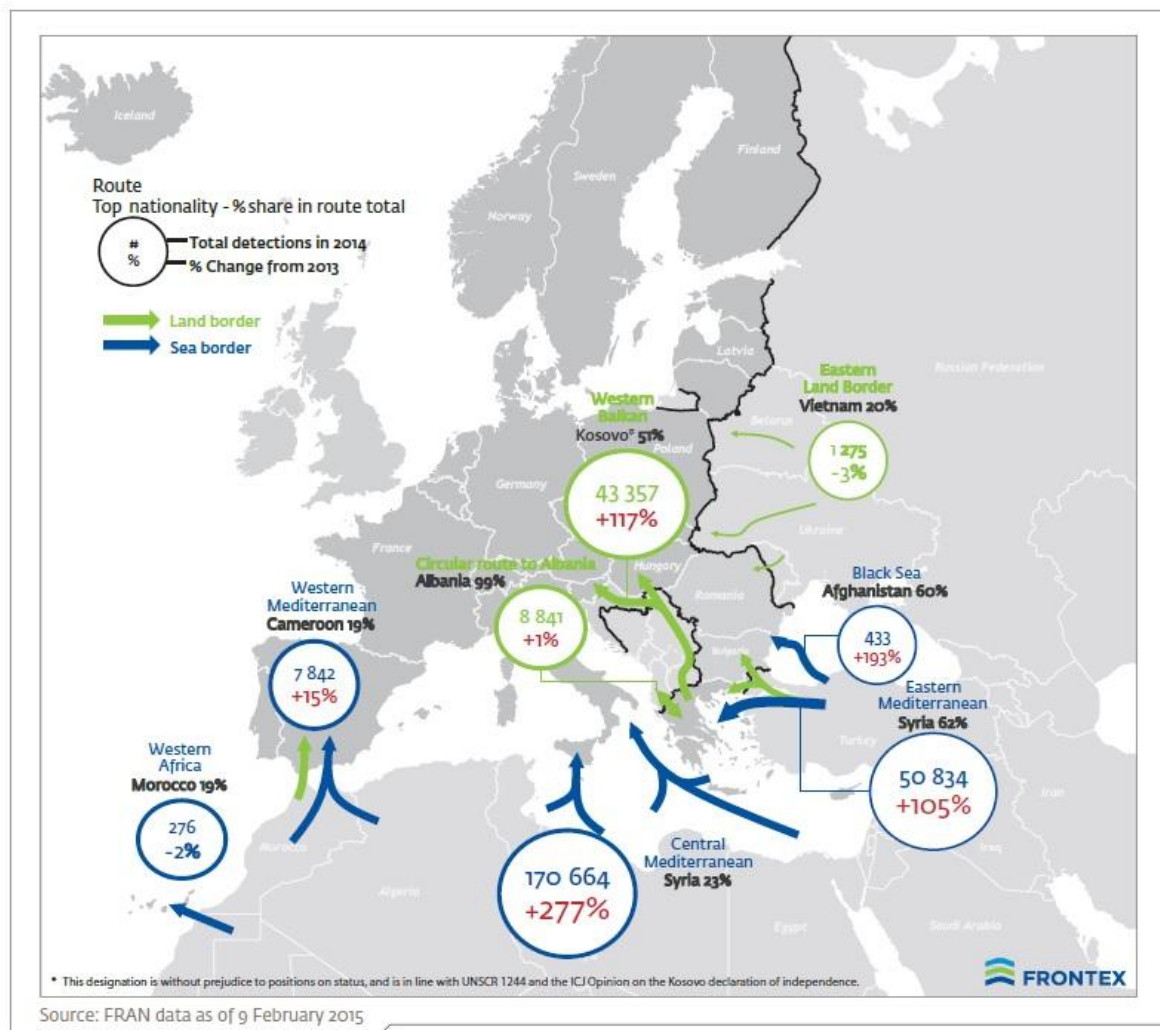 Iceland
Finland
Sweden
Norway
Route
Top nationality - % share in route total
#
%
Total detections in 2014
% Change from 2013
Land border
Sea border
Latvia
Russian Federation
Eastern
Land Border
Vietnam 20%
1 275
-3%
Belarus
Western
Balkan
Kosovo* 51%
Poland
43 357
+117%
Germany
Ukraine
France
Circular route to Albania
Albania 99%
8 841
+1%
Hungary
Romania
Black Sea
Afghanistan 60%
433
+193%
Western
Mediterranean
Cameroon 19%
7 842
+15%
Bulgaria
Eastern
Mediterranean
Syria 62%
50 834
+105%
Turkey
Western
Africa
Morocco 19%
276
-2%
Morocco
Iran
Iraq
Central
Mediterranean
Syria 23%
170 664
+277%
Algeria
Egypt
Saudi Arabia
* This designation is without prejudice to positions on status, and is in line with UNSCR 1244 and the ICJ Opinion on the Kosovo declaration of independence.
FRONTEX
Source: FRAN data as of 9 February 2015